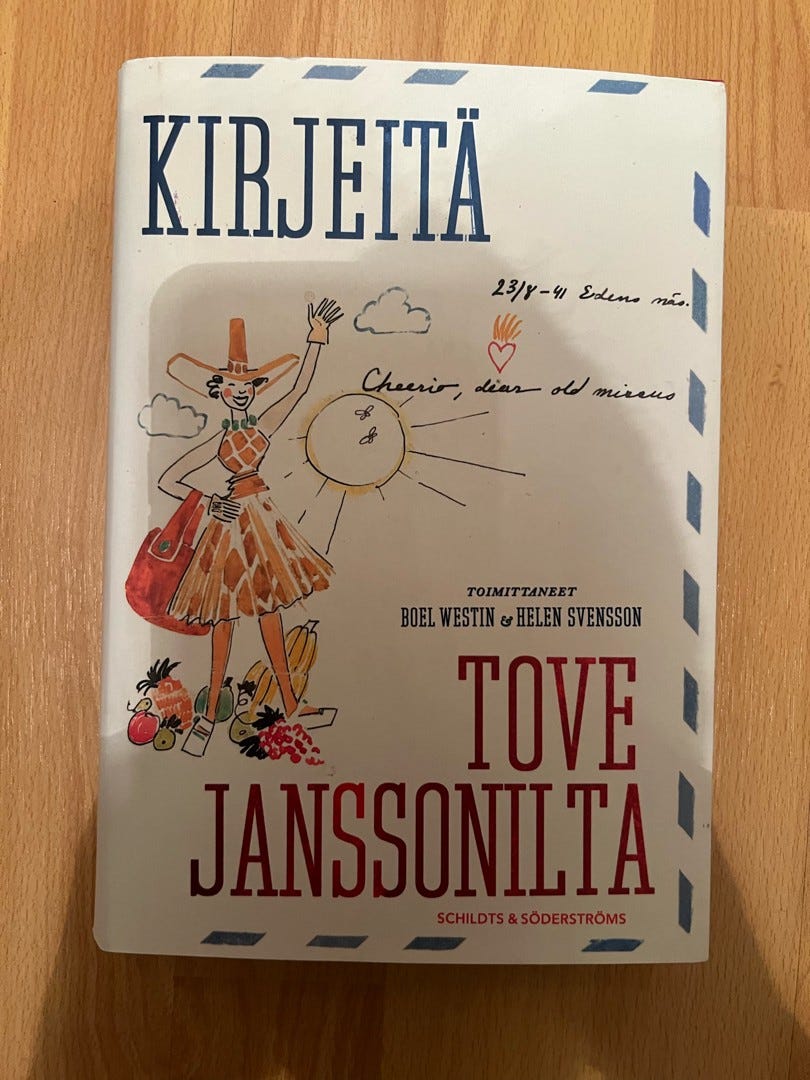 KIRJEITÄ
23/8-41 Edens näs.
Cheerio, dear old missus
TOIMITTANEET
BOEL WESTIN & HELEN SVENSSON
TOVE
JANSSONILTA
SCHILDTS & SÖDERSTRÖMS